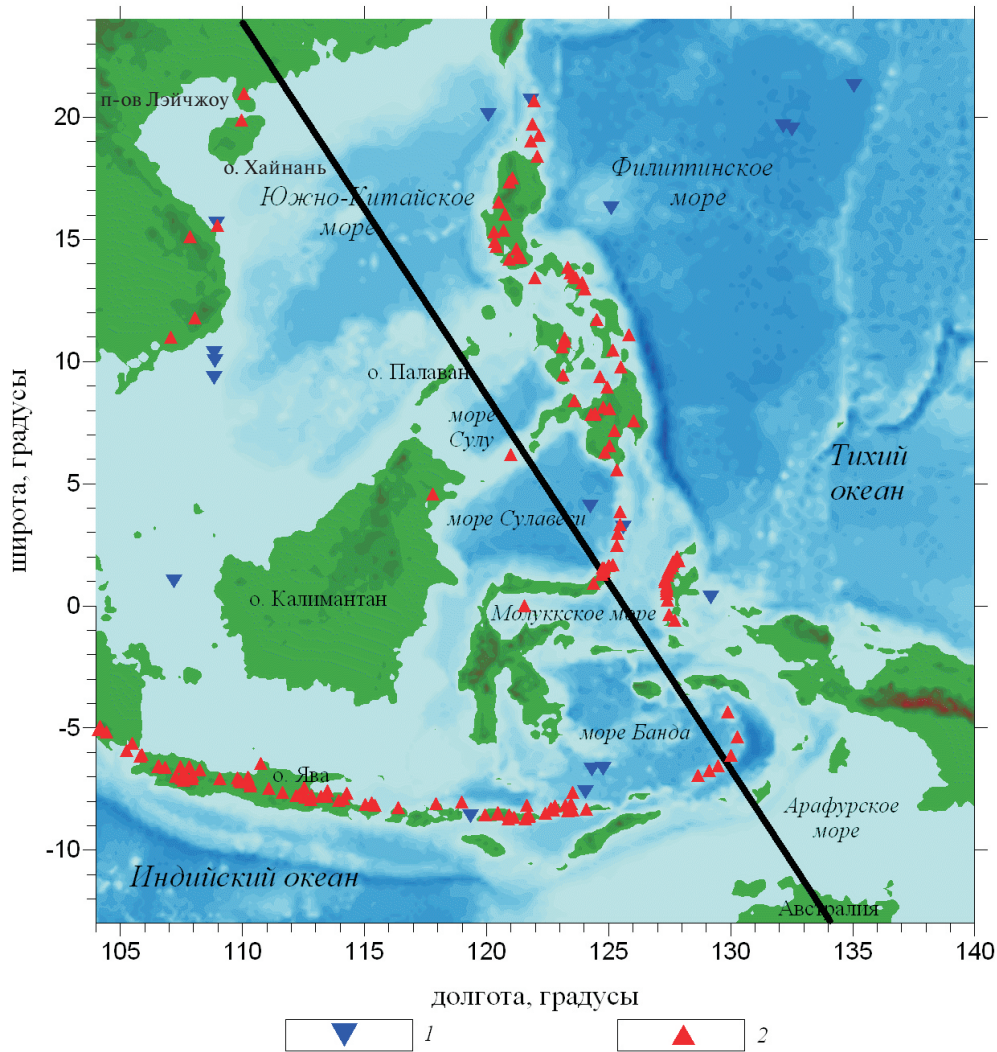 п-ов Лэйчжоу
о. Хайнань
Южно-Китайское
море
Филиппинское
море
о. Палаван
море
Сулу
Тихий
океан
море Сулавеси
о. Калимантан
Молуккское море
море Банда
о. Ява
Арафурское
море
Индийский океан
Австралия
широта, градусы
20
15
10
5
0
-5
-10
105
110
115
120
125
130
135
140
долгота, градусы
1
2